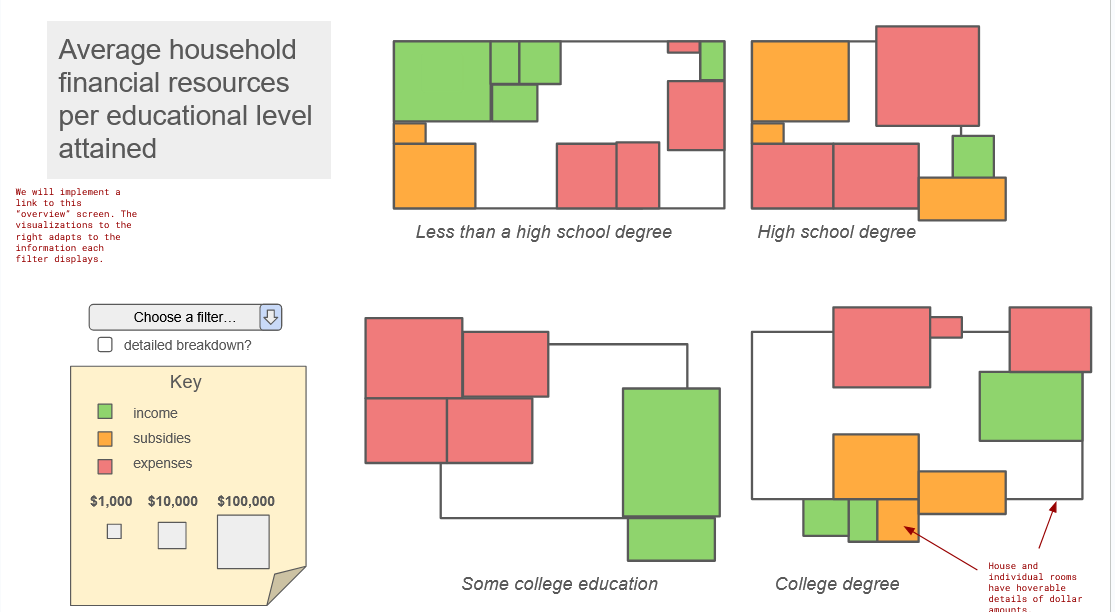 Average household
financial resources
per educational level
attained
We will implement a
link to this
"overview" screen. The
visualizations to the
right adapts to the
information each
filter displays.
Less than a high school degree
High school degree
Choose a filter...
detailed breakdown?
Key
income
subsidies
expenses
$1,000 $10,000 $100,000
Some college education
College degree
House and
individual rooms
have hoverable
details of dollar
amounts